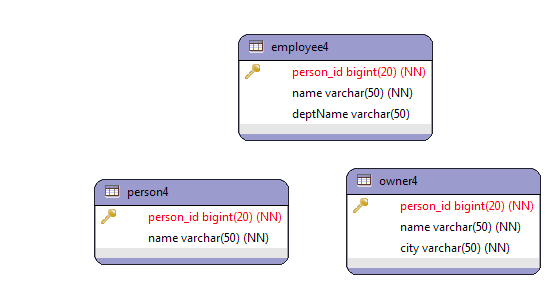 employee4
person_id bigint(20) (NN)
name varchar(50) (NN)
deptName varchar(50)
person4
person_id bigint(20) (NN)
name varchar(50) (NN)
owner4
person_id bigint(20) (NN)
name varchar(50) (NN)
city varchar(50) (NN)